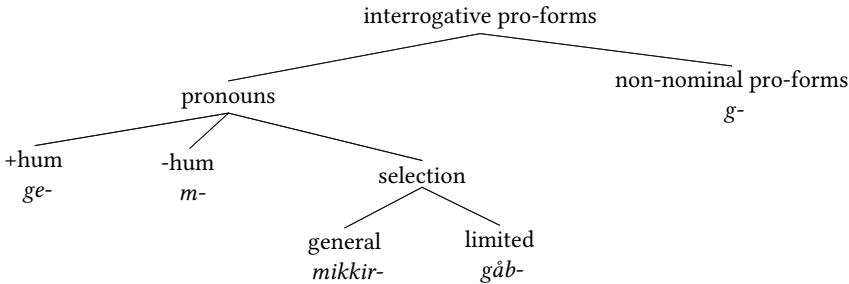 interrogative pro-forms
pronouns
non-nominal pro-forms
g-
+hum
ge-
-hum
m-
selection
general
mikkir-
limited
gåb-